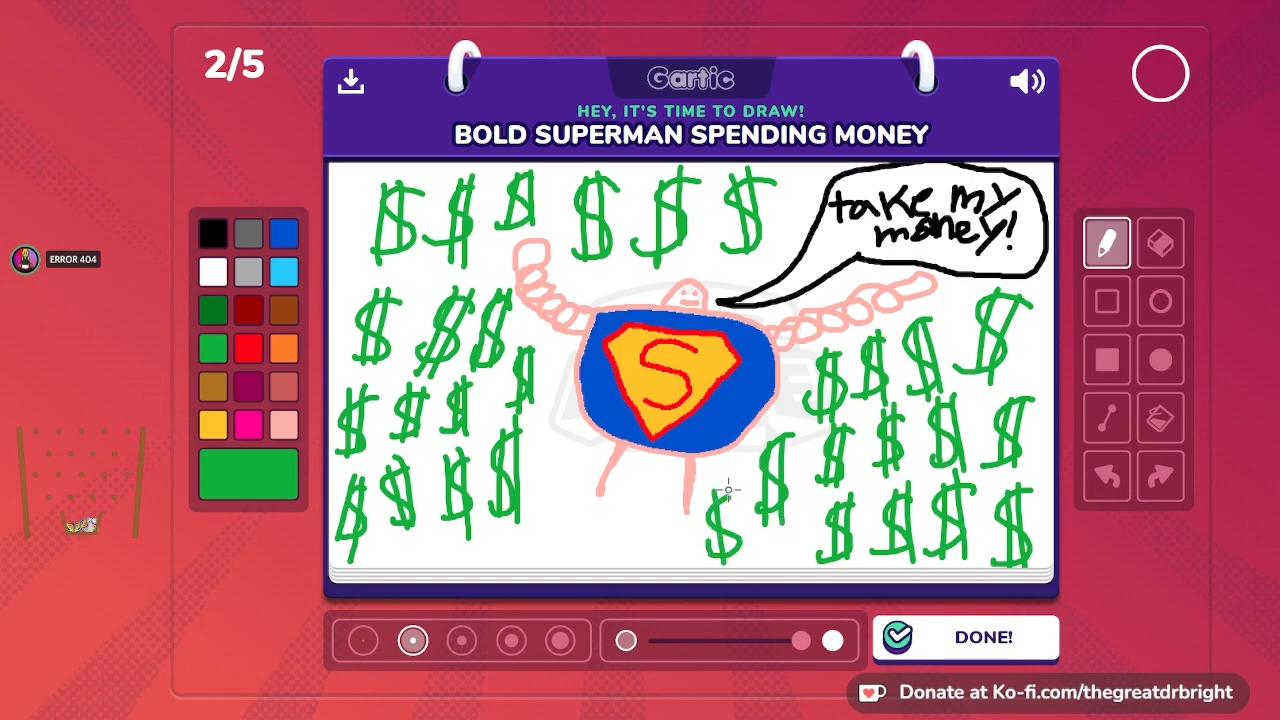 2/5
Gartic
HEY, IT'S TIME TO DRAW!
BOLD SUPERMAN SPENDING MONEY
$ $ $ $ $ $
take my
money!
ERROR 404
$ $ $ $
S
$ $ $ $
$ $ $ $
$ $ $ $
$ $ $ $ $
$ $ $ $ $
DONE!
Donate at Ko-fi.com/thegreatdrbright